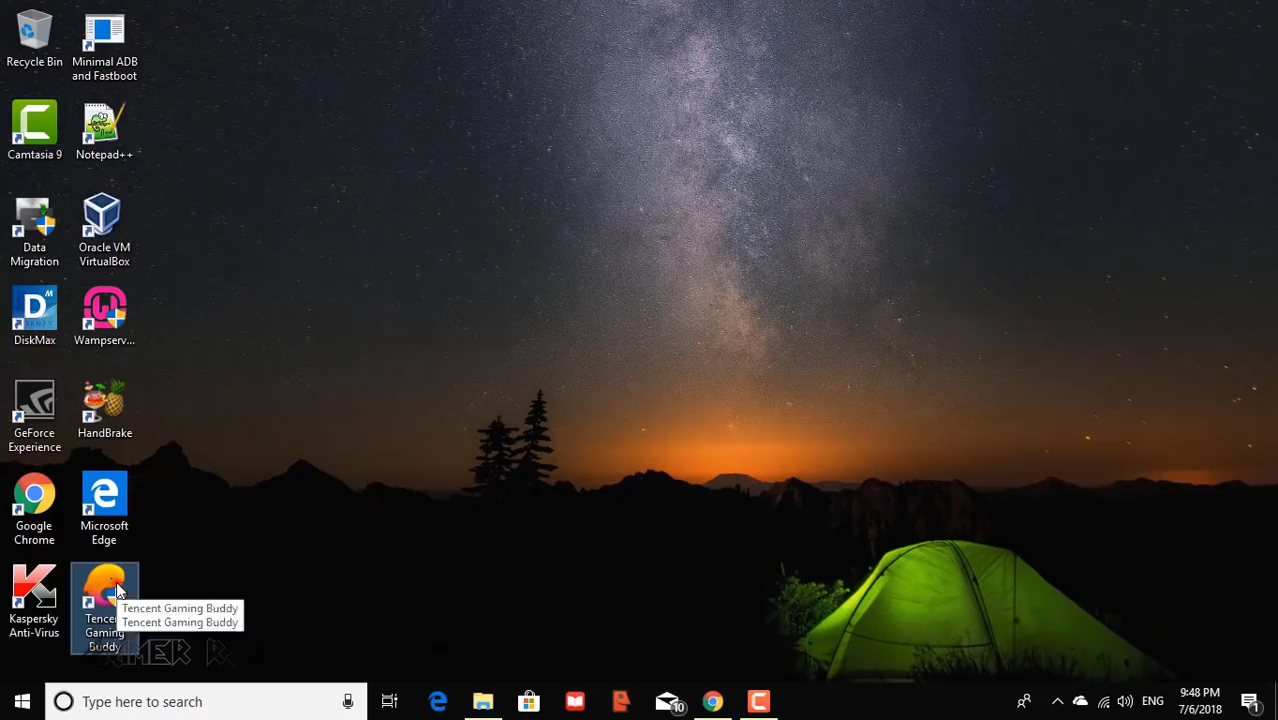 Recycle Bin
Minimal ADB
and Fastboot
Camtasia 9
Notepad++
Data
Migration
Oracle VM
VirtualBox
DiskMax
Wampserv...
GeForce
Experience
HandBrake
Google
Chrome
Microsoft
Edge
Kaspersky
Anti-Virus
Gaming
Buddy
Tencent Gaming Buddy
Tencent Gaming Buddy
Type here to search
10
ENG
9:48 PM
7/6/2018
1